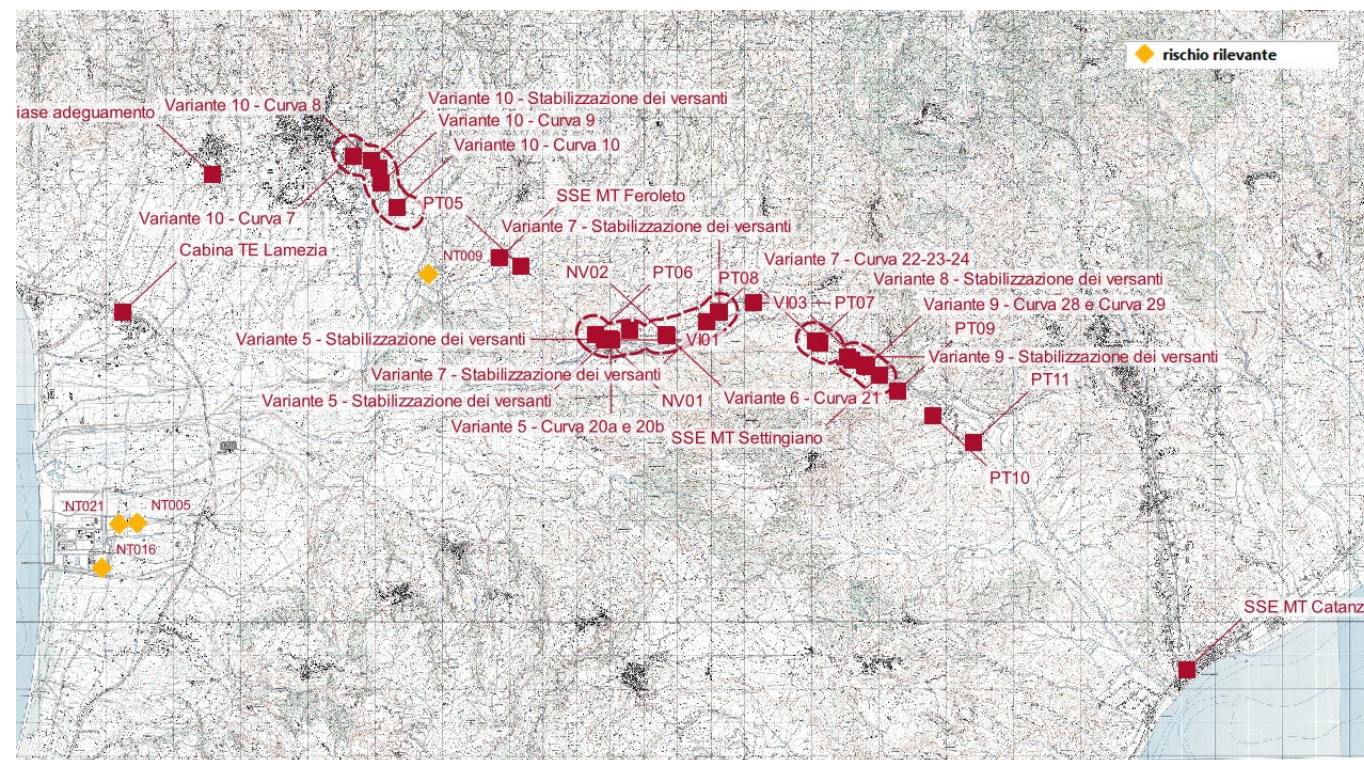 rischio rilevante
Variante 10 - Stabilizzazione dei versanti
Variante 10 - Curva 8
iase adeguamento
Variante 10 - Curva 9
Variante 10 - Curva 10
SSE MT Feroleto
PT05
Variante 10 - Curva 7
Variante 7 - Stabilizzazione dei versanti
Cabina TE Lamezia
NT009
NV02
PT06
PT08
Variante 7 - Curva 22-23-24
Variante 8 - Stabilizzazione dei versanti
VI03
PT07
Variante 9 - Curva 28 e Curva 29
PT09
Variante 5 - Stabilizzazione dei versanti
VI01
Variante 9 - Stabilizzazione dei versanti
Variante 7 - Stabilizzazione dei versanti
PT11
Variante 5 - Stabilizzazione dei versanti
NV01
Variante 6 - Curva 21
Variante 5 - Curva 20a e 20b
SSE MT Settingiano
PT10
NT021
NT005
NT016
SSE MT Catanz